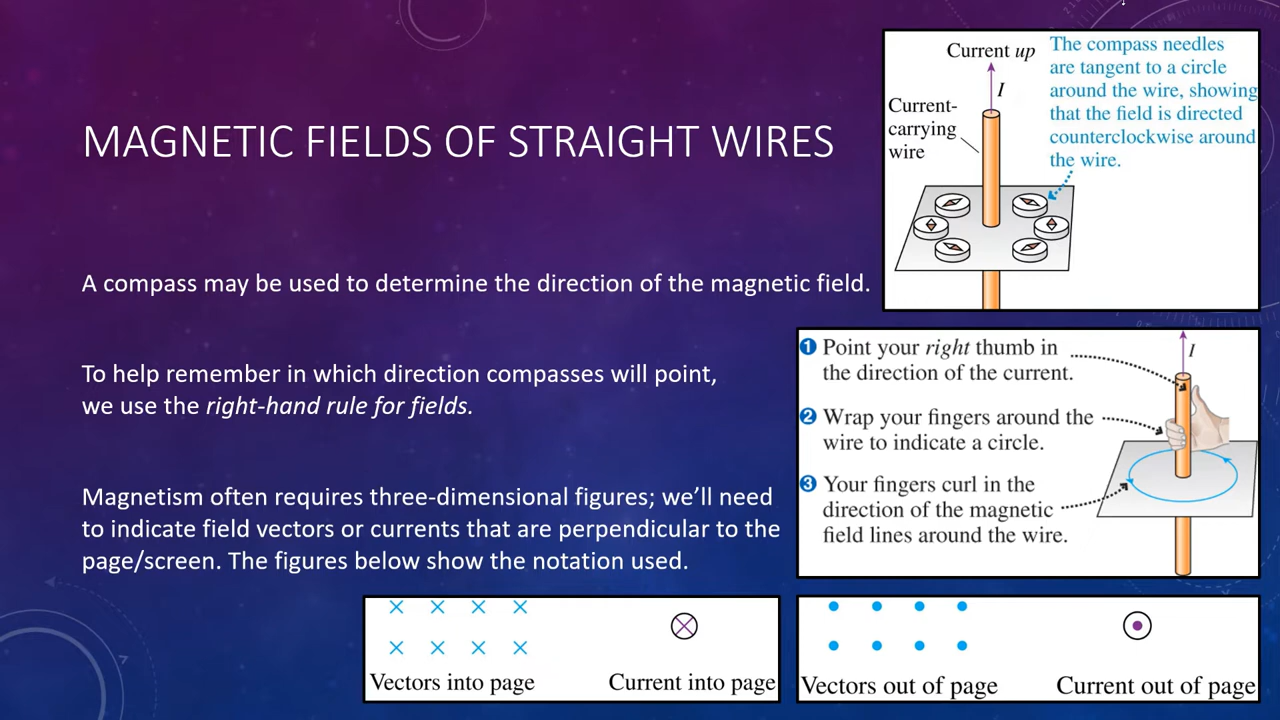 MAGNETIC FIELDS OF STRAIGHT WIRES
A compass may be used to determine the direction of the magnetic field.
To help remember in which direction compasses will point,
we use the right-hand rule for fields.
Magnetism often requires three-dimensional figures; we’ll need
to indicate field vectors or currents that are perpendicular to the
page/screen. The figures below show the notation used.
Current up
I
Current-
carrying
wire
The compass needles
are tangent to a circle
around the wire, showing
that the field is directed
counterclockwise around
the wire.
1 Point your right thumb in
the direction of the current.
2 Wrap your fingers around the
wire to indicate a circle.
3 Your fingers curl in the
direction of the magnetic
field lines around the wire.
I
Vectors into page
Current into page
Vectors out of page
Current out of page